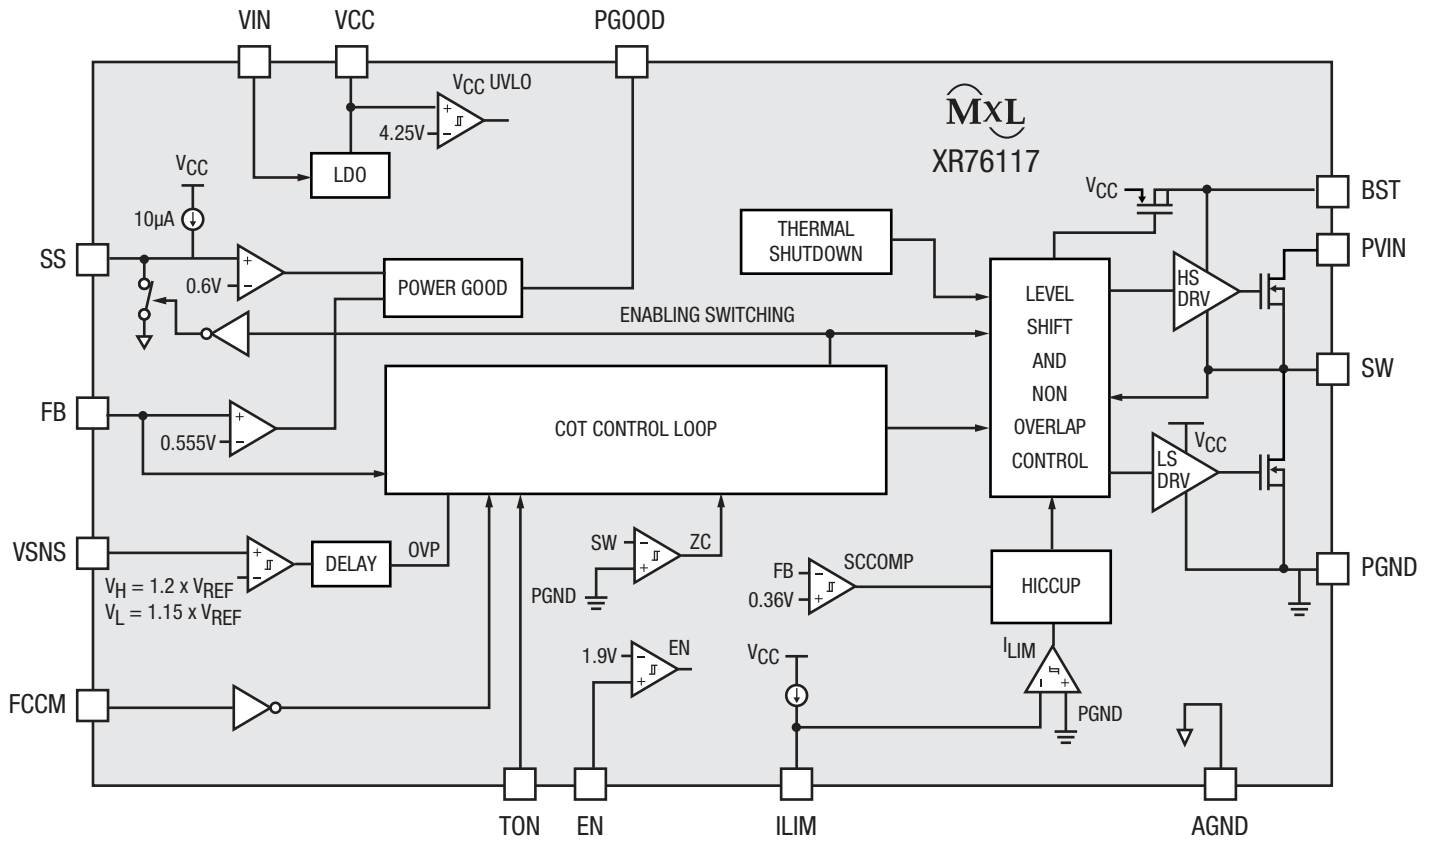 VIN
VCC
PGOOD
VCC UVLO
+
4.25V
−
LDO
MxL
XR76117
VCC
10µA
SS
+
0.6V
−
POWER GOOD
THERMAL
SHUTDOWN
VCC
BST
PVIN
HS
DRV
ENABLING SWITCHING
LEVEL
SHIFT
AND
NON
OVERLAP
CONTROL
SW
FB
+
0.555V
−
COT CONTROL LOOP
VCC
LS
DRV
VSNS
+
−
DELAY
OVP
VH = 1.2 x VREF
VL = 1.15 x VREF
SW
−
+
ZC
PGND
FB
−
0.36V
+
SCCOMP
HICCUP
PGND
1.9V
−
+
EN
VCC
ILIM
−
+
PGND
FCCM
TON
EN
ILIM
AGND